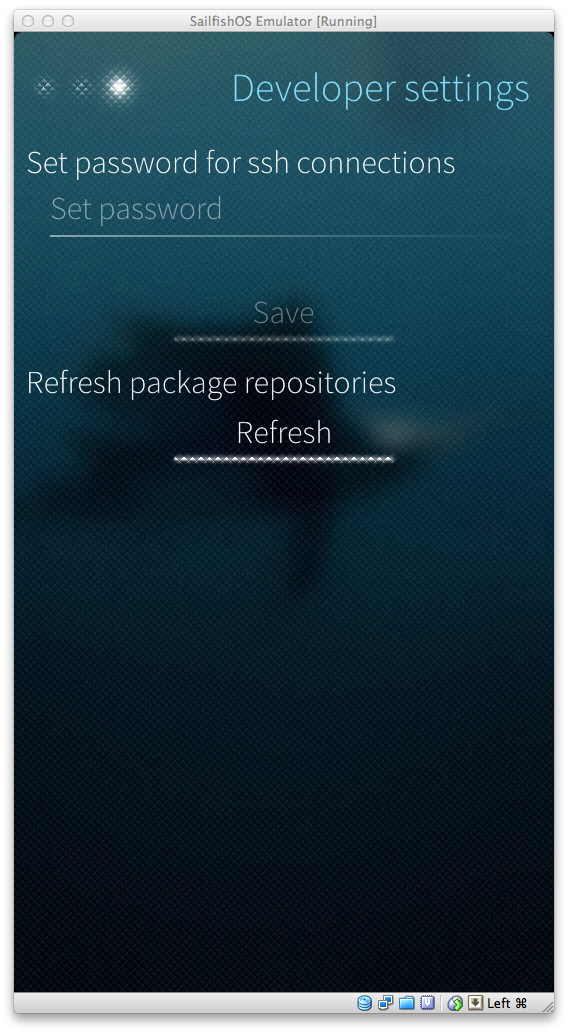 SailfishOS Emulator [Running]
Developer settings
Set password for ssh connections
Set password
Save
Refresh package repositories
Refresh
Left ⌘